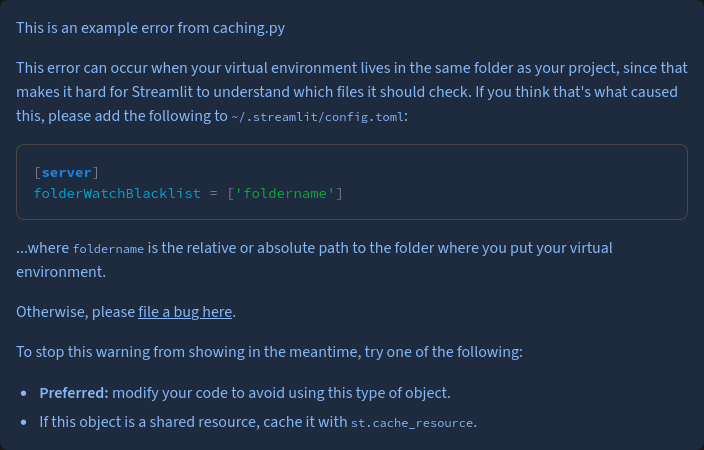 This is an example error from caching.py
This error can occur when your virtual environment lives in the same folder as your project, since that
makes it hard for Streamlit to understand which files it should check. If you think that's what caused
this, please add the following to ~/.streamlit/config.toml:
[server]
folderWatchBlacklist = ['foldername']
...where foldername is the relative or absolute path to the folder where you put your virtual
environment.
Otherwise, please file a bug here.
To stop this warning from showing in the meantime, try one of the following:
• Preferred: modify your code to avoid using this type of object.
• If this object is a shared resource, cache it with st.cache_resource.